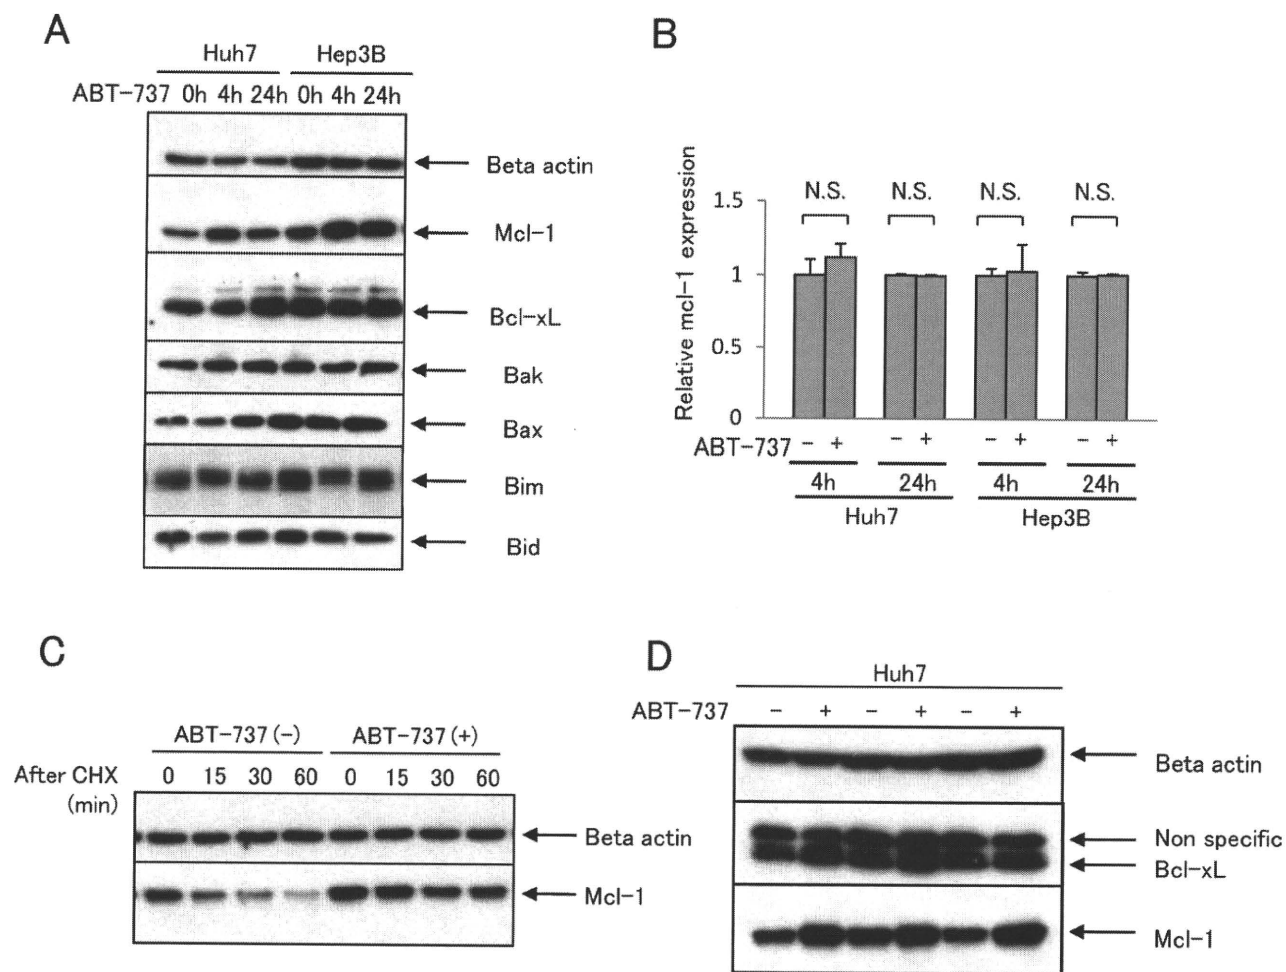 A
Huh7 Hep3B
ABT-737 0h 4h 24h 0h 4h 24h
Beta actin
Mcl-1
Bcl-xL
Bak
Bax
Bim
Bid
B
Relative mcl-1 expression
1.5
1
0.5
0
N.S. N.S. N.S. N.S.
ABT-737 - + - + - + - +
4h 24h 4h 24h
Huh7 Hep3B
C
ABT-737 (-) ABT-737 (+)
After CHX 0 15 30 60 0 15 30 60
(min)
Beta actin
Mcl-1
D
Huh7
ABT-737 - + - + - +
Beta actin
Non specific
Bcl-xL
Mcl-1